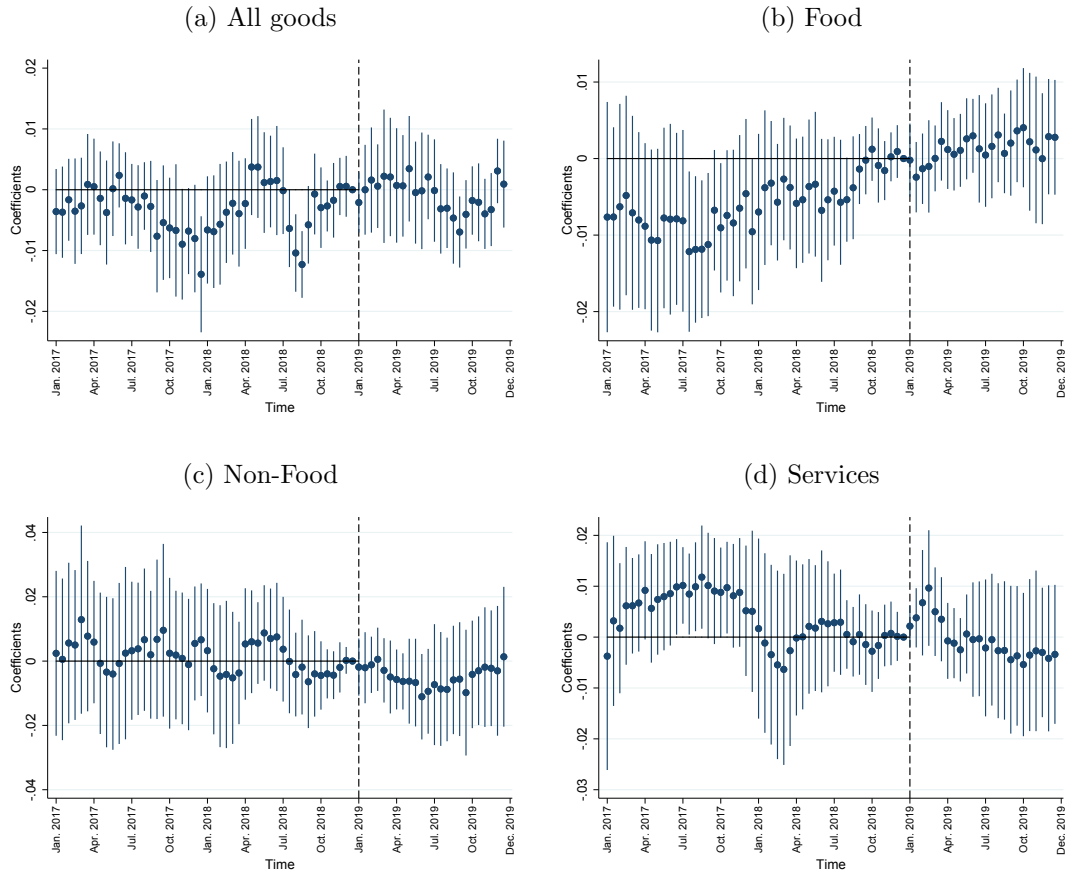 (a) All goods
Coefficients
.02
.01
0
-.01
-.02
Jan. 2017
Apr. 2017
Jul. 2017
Oct. 2017
Jan. 2018
Apr. 2018
Jul. 2018
Oct. 2018
Jan. 2019
Apr. 2019
Jul. 2019
Oct. 2019
Dec. 2019
Time
(b) Food
Coefficients
.01
0
-.01
-.02
Jan. 2017
Apr. 2017
Jul. 2017
Oct. 2017
Jan. 2018
Apr. 2018
Jul. 2018
Oct. 2018
Jan. 2019
Apr. 2019
Jul. 2019
Oct. 2019
Dec. 2019
Time
(c) Non-Food
Coefficients
.04
.02
0
-.02
-.04
Jan. 2017
Apr. 2017
Jul. 2017
Oct. 2017
Jan. 2018
Apr. 2018
Jul. 2018
Oct. 2018
Jan. 2019
Apr. 2019
Jul. 2019
Oct. 2019
Dec. 2019
Time
(d) Services
Coefficients
.02
.01
0
-.01
-.02
-.03
Jan. 2017
Apr. 2017
Jul. 2017
Oct. 2017
Jan. 2018
Apr. 2018
Jul. 2018
Oct. 2018
Jan. 2019
Apr. 2019
Jul. 2019
Oct. 2019
Dec. 2019
Time